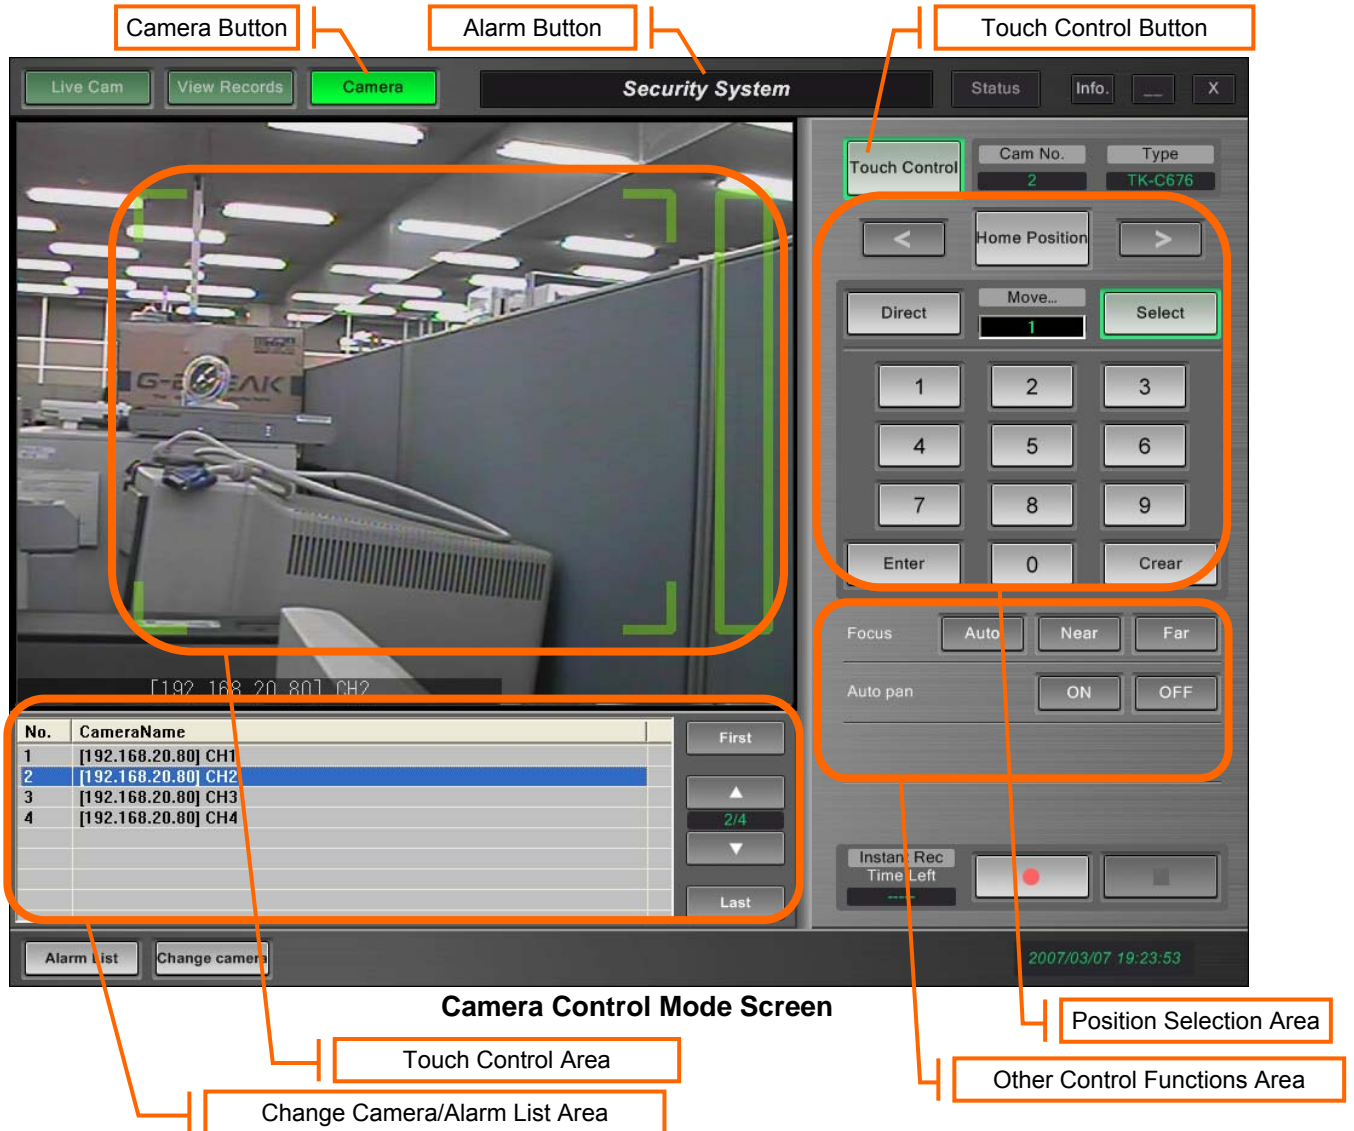 Camera Button
Alarm Button
Touch Control Button
Live Cam
View Records
Camera
Security System
Status
Info.
X
Touch Control
Cam No.
2
Type
TK-C676
<
Home Position
>
Direct
Move...
1
Select
1
2
3
4
5
6
7
8
9
Enter
0
Crear
Focus
Auto
Near
Far
Auto pan
ON
OFF
[192.168.20.80] CH2
No. CameraName
1 [192.168.20.80] CH1
2 [192.168.20.80] CH2
3 [192.168.20.80] CH3
4 [192.168.20.80] CH4
First
2/4
Last
Instant Rec
Time Left
-----
Alarm List
Change camera
2007/03/07 19:23:53
Camera Control Mode Screen
Position Selection Area
Touch Control Area
Other Control Functions Area
Change Camera/Alarm List Area